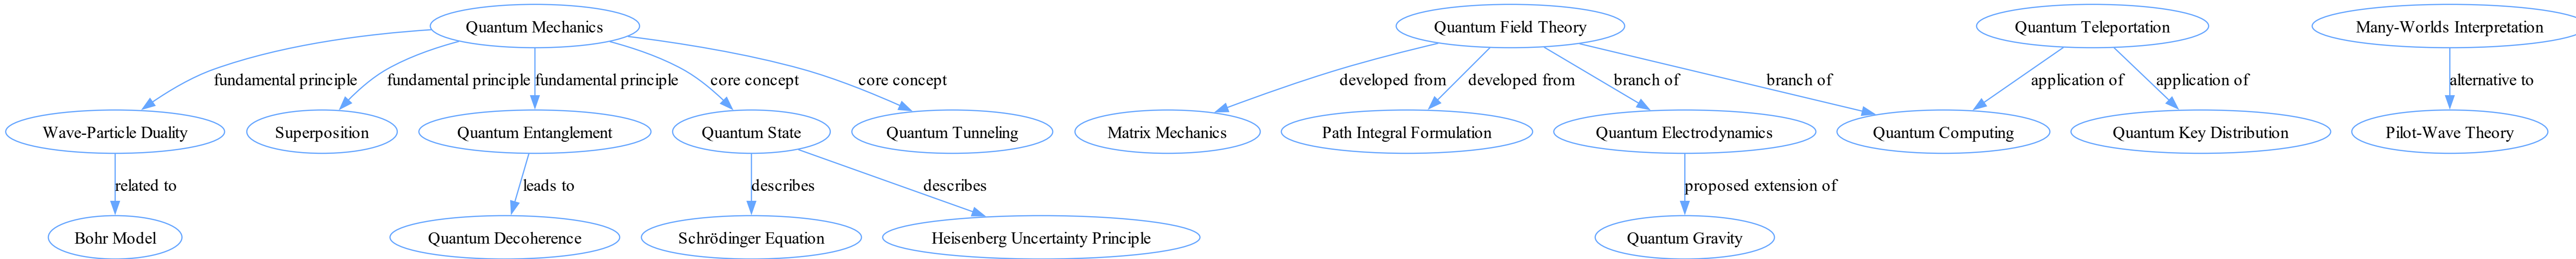 Quantum Mechanics
Quantum Field Theory
Quantum Teleportation
Many-Worlds Interpretation
fundamental principle
fundamental principle
fundamental principle
core concept
core concept
developed from
developed from
branch of
branch of
application of
application of
alternative to
Wave-Particle Duality
Superposition
Quantum Entanglement
Quantum State
Quantum Tunneling
Matrix Mechanics
Path Integral Formulation
Quantum Electrodynamics
Quantum Computing
Quantum Key Distribution
Pilot-Wave Theory
related to
leads to
describes
describes
proposed extension of
Bohr Model
Quantum Decoherence
Schrödinger Equation
Heisenberg Uncertainty Principle
Quantum Gravity